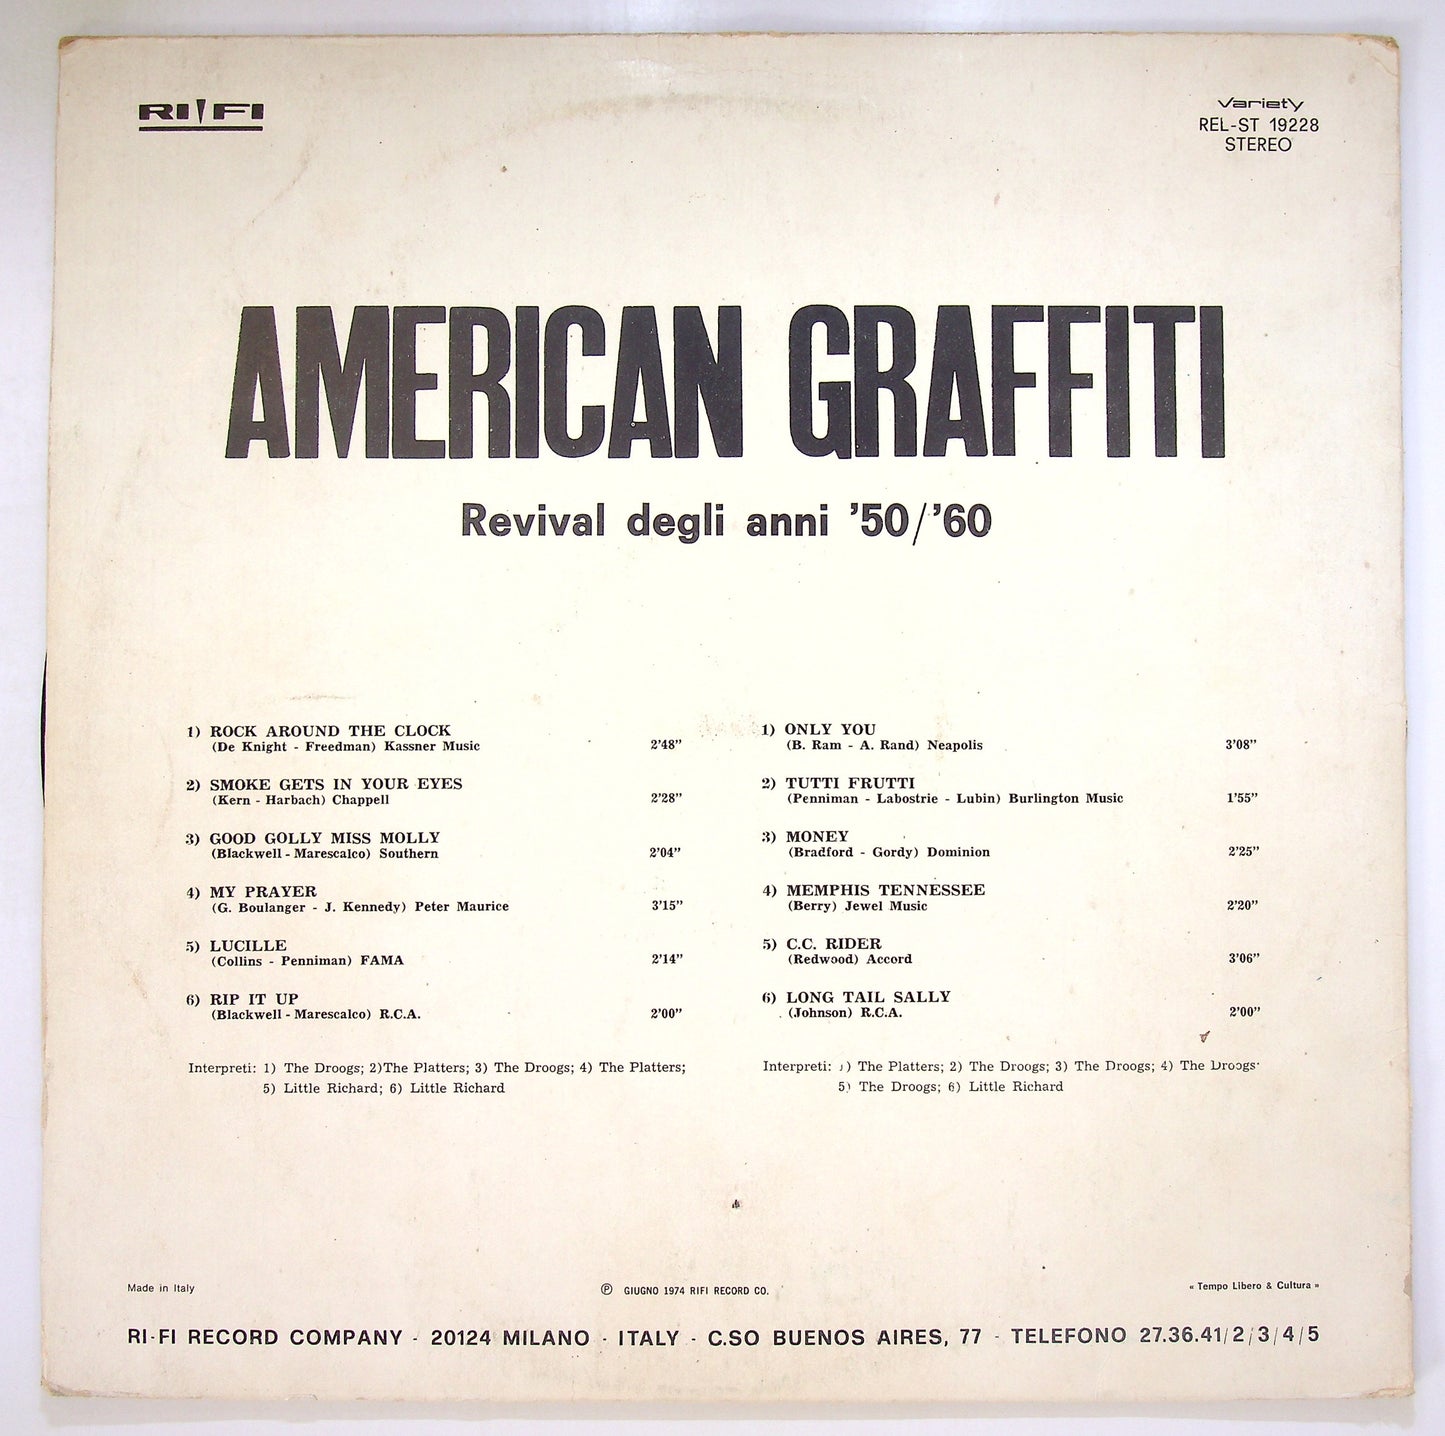 RI-FI
Variety
REL-ST 19228
STEREO
AMERICAN GRAFFITI
Revival degli anni '50/'60
1) ROCK AROUND THE CLOCK
(De Knight - Freedman) Kassner Music 2'48"
2) SMOKE GETS IN YOUR EYES
(Kern - Harbach) Chappell 2'28"
3) GOOD GOLLY MISS MOLLY
(Blackwell - Marescalco) Southern 2'04"
4) MY PRAYER
(G. Boulanger - J. Kennedy) Peter Maurice 3'15"
5) LUCILLE
(Collins - Penniman) FAMA 2'14"
6) RIP IT UP
(Blackwell - Marescalco) R.C.A. 2'00"
Interpreti: 1) The Droogs; 2)The Platters; 3) The Droogs; 4) The Platters;
5) Little Richard; 6) Little Richard
1) ONLY YOU
(B. Ram - A. Rand) Neapolis 3'08"
2) TUTTI FRUTTI
(Penniman - Labostrie - Lubin) Burlington Music 1'55"
3) MONEY
(Bradford - Gordy) Dominion 2'25"
4) MEMPHIS TENNESSEE
(Berry) Jewel Music 2'20"
5) C.C. RIDER
(Redwood) Accord 3'06"
6) LONG TAIL SALLY
(Johnson) R.C.A. 2'00"
Interpreti: 1) The Platters; 2) The Droogs; 3) The Droogs; 4) The Droogs;
5) The Droogs; 6) Little Richard
Made in Italy
Ⓟ GIUGNO 1974 RIFI RECORD CO.
« Tempo Libero & Cultura »
RI-FI RECORD COMPANY - 20124 MILANO - ITALY - C.SO BUENOS AIRES, 77 - TELEFONO 27.36.41/2/3/4/5